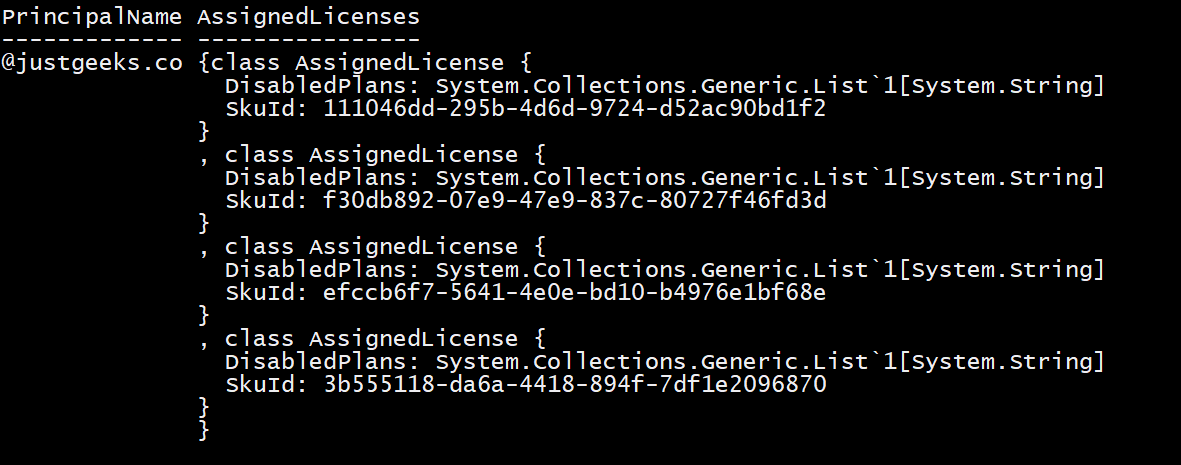 PrincipalName AssignedLicenses
------------- ----------------
@justgeeks.co {class AssignedLicense {
DisabledPlans: System.Collections.Generic.List`1[System.String]
SkuId: 111046dd-295b-4d6d-9724-d52ac90bd1f2
}
, class AssignedLicense {
DisabledPlans: System.Collections.Generic.List`1[System.String]
SkuId: f30db892-07e9-47e9-837c-80727f46fd3d
}
, class AssignedLicense {
DisabledPlans: System.Collections.Generic.List`1[System.String]
SkuId: efccb6f7-5641-4e0e-bd10-b4976e1bf68e
}
, class AssignedLicense {
DisabledPlans: System.Collections.Generic.List`1[System.String]
SkuId: 3b555118-da6a-4418-894f-7df1e2096870
}
}